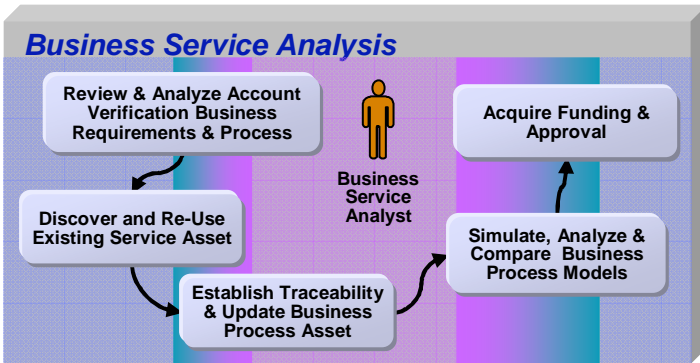 Business Service Analysis
Review & Analyze Account
Verification Business
Requirements & Process
Discover and Re-Use
Existing Service Asset
Establish Traceability
& Update Business
Process Asset
Business
Service
Analyst
Simulate, Analyze &
Compare Business
Process Models
Acquire Funding &
Approval